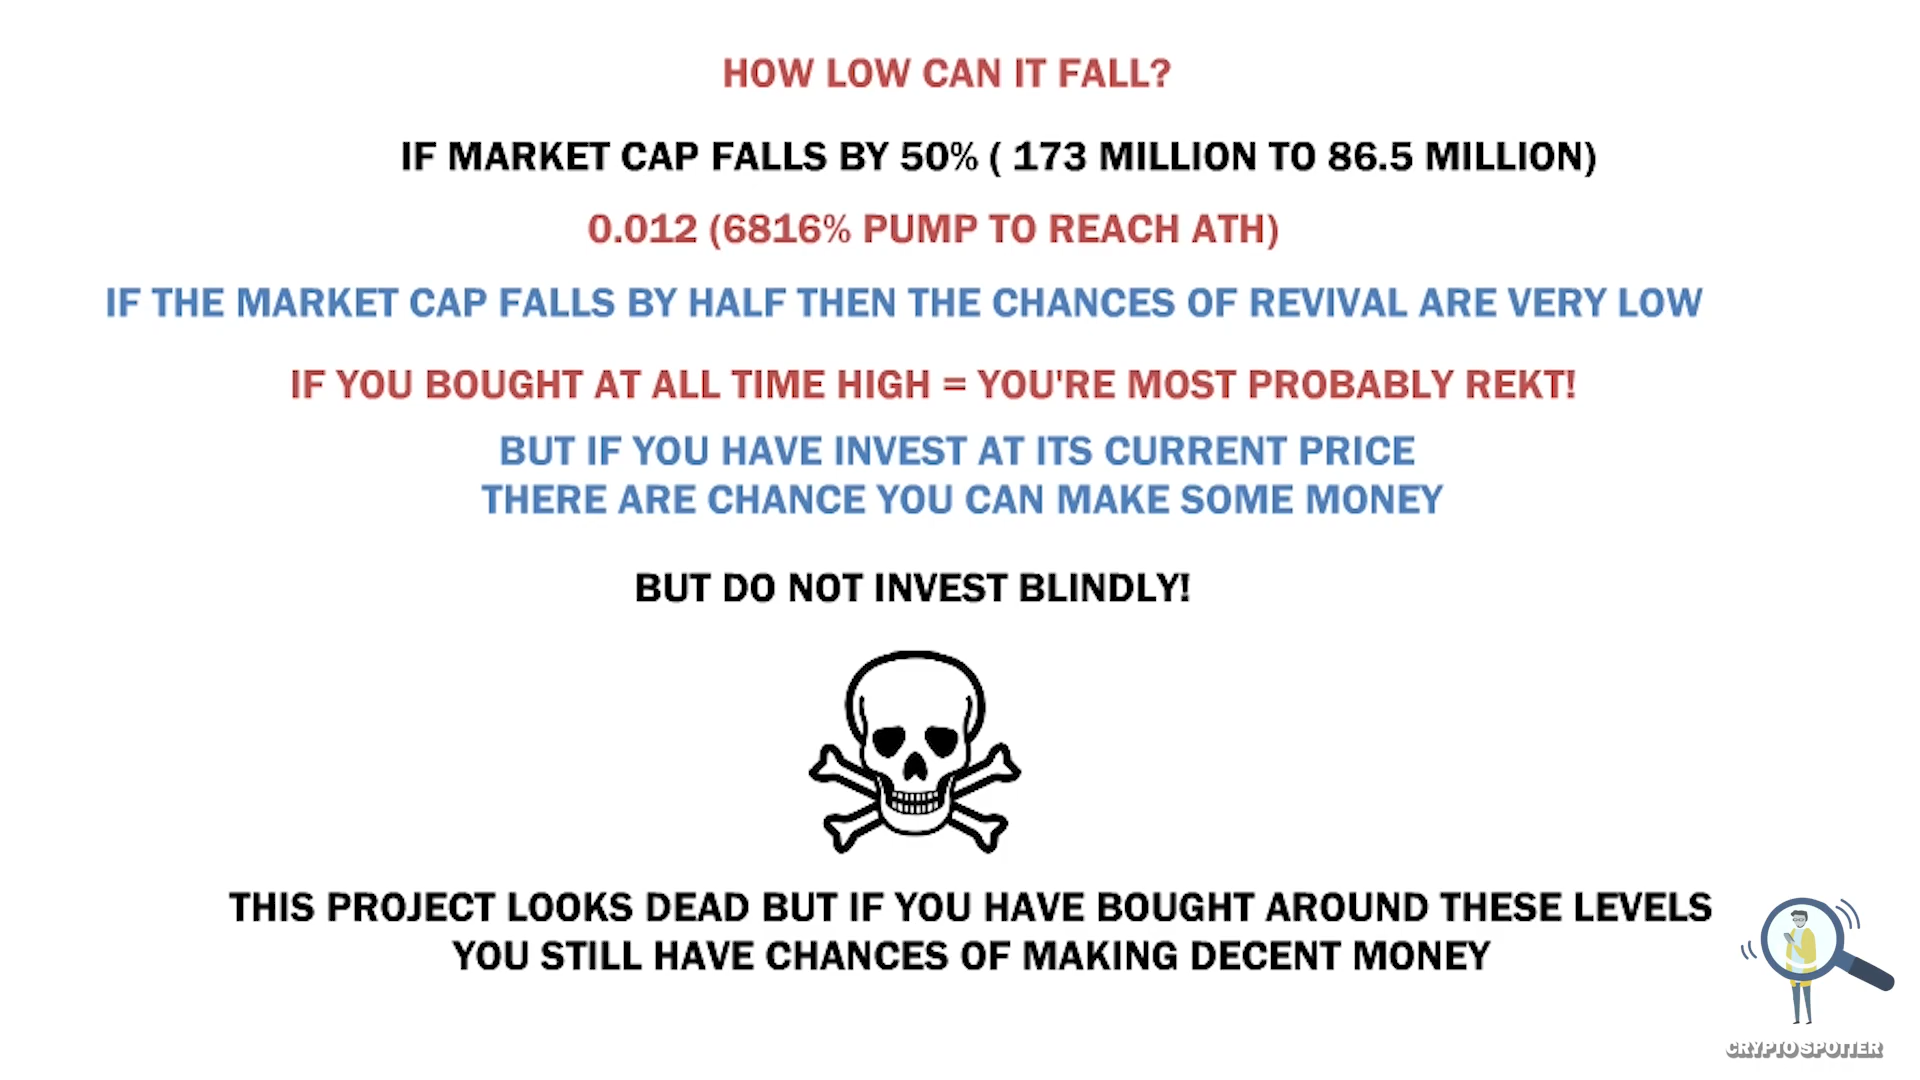 HOW LOW CAN IT FALL?
IF MARKET CAP FALLS BY 50% ( 173 MILLION TO 86.5 MILLION)
0.012 (6816% PUMP TO REACH ATH)
IF THE MARKET CAP FALLS BY HALF THEN THE CHANCES OF REVIVAL ARE VERY LOW
IF YOU BOUGHT AT ALL TIME HIGH = YOU'RE MOST PROBABLY REKT!
BUT IF YOU HAVE INVEST AT ITS CURRENT PRICE
THERE ARE CHANCE YOU CAN MAKE SOME MONEY
BUT DO NOT INVEST BLINDLY!
THIS PROJECT LOOKS DEAD BUT IF YOU HAVE BOUGHT AROUND THESE LEVELS
YOU STILL HAVE CHANCES OF MAKING DECENT MONEY
CRYPTO SPOTTER